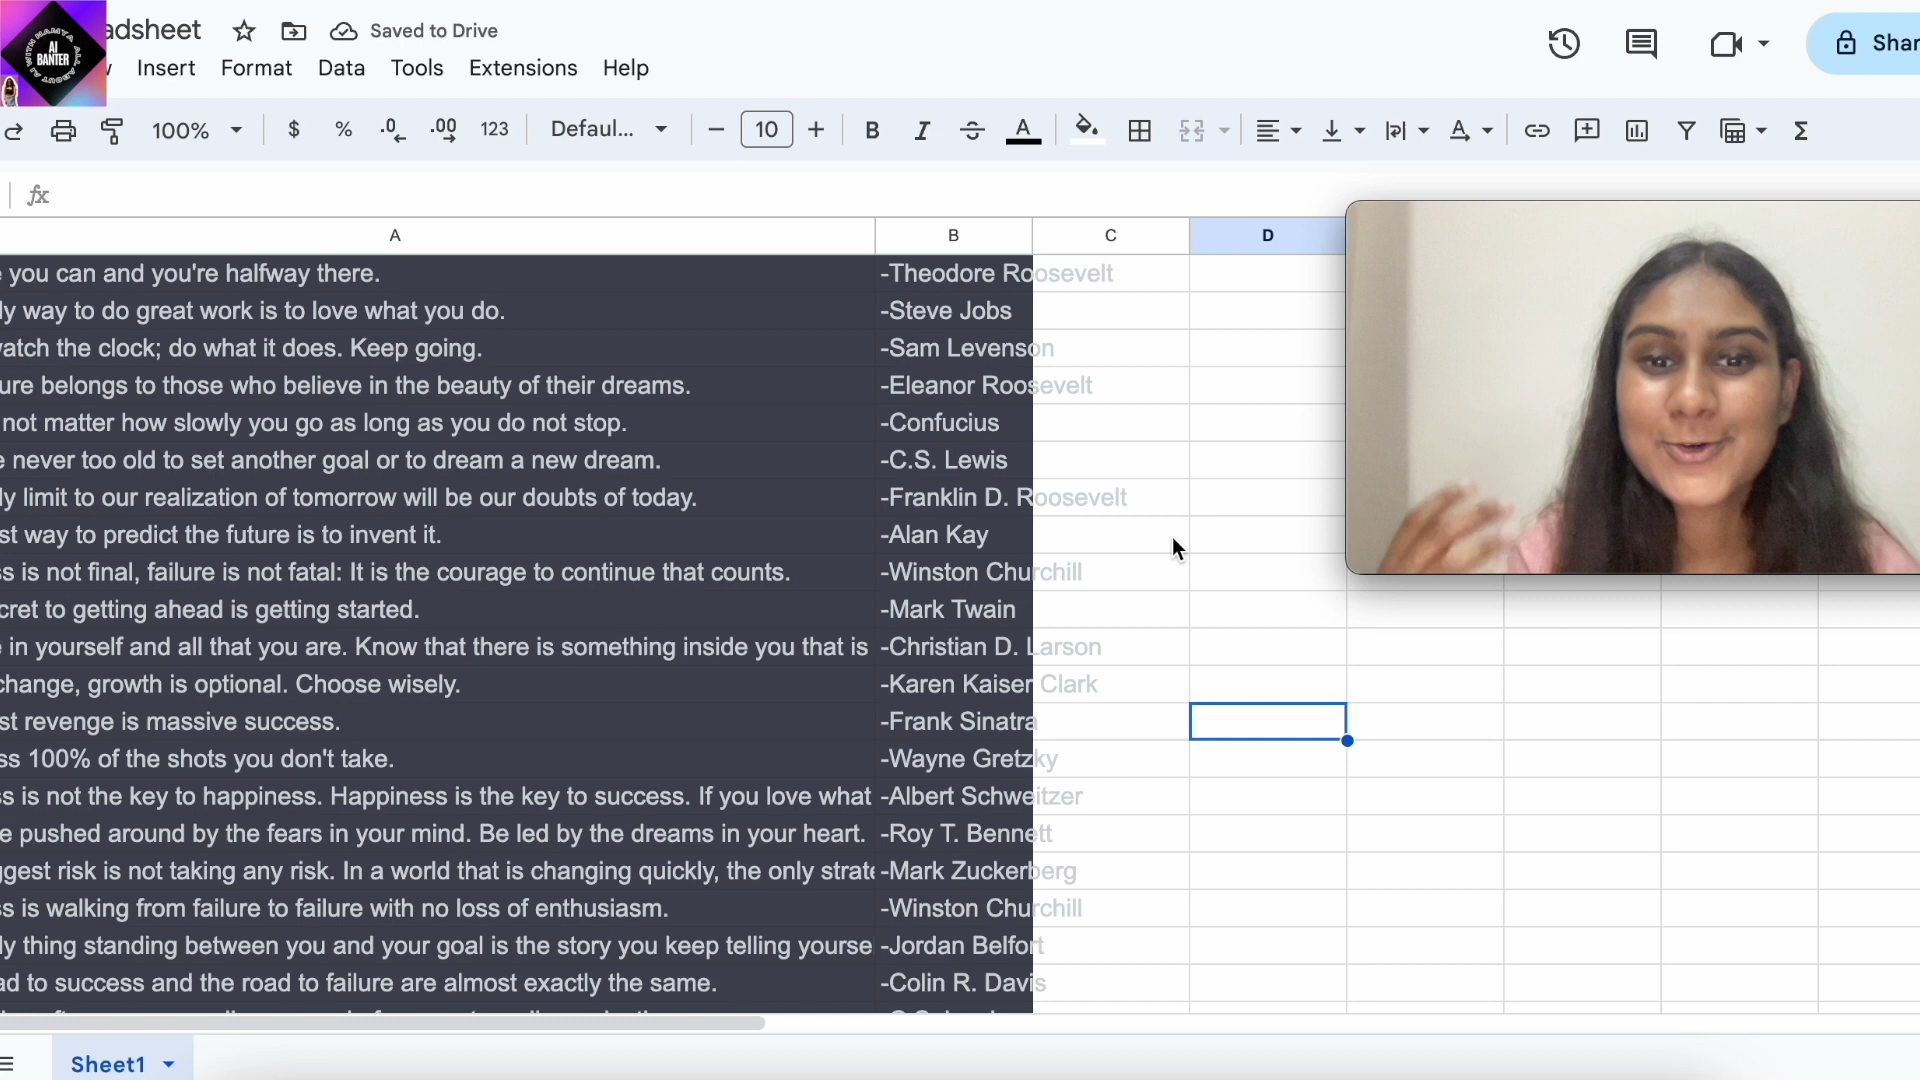 adsheet
Saved to Drive
Insert Format Data Tools Extensions Help
Shar
AI BANTER
100%
$ % .0 .00 123 Defaul... 10 B I A
fx
A B C D
e you can and you're halfway there. -Theodore Roosevelt
ly way to do great work is to love what you do. -Steve Jobs
vatch the clock; do what it does. Keep going. -Sam Levenson
ure belongs to those who believe in the beauty of their dreams. -Eleanor Roosevelt
not matter how slowly you go as long as you do not stop. -Confucius
e never too old to set another goal or to dream a new dream. -C.S. Lewis
ly limit to our realization of tomorrow will be our doubts of today. -Franklin D. Roosevelt
st way to predict the future is to invent it. -Alan Kay
ss is not final, failure is not fatal: It is the courage to continue that counts. -Winston Churchill
cret to getting ahead is getting started. -Mark Twain
e in yourself and all that you are. Know that there is something inside you that is -Christian D. Larson
change, growth is optional. Choose wisely. -Karen Kaiser Clark
st revenge is massive success. -Frank Sinatra
ss 100% of the shots you don't take. -Wayne Gretzky
s is not the key to happiness. Happiness is the key to success. If you love what -Albert Schweitzer
e pushed around by the fears in your mind. Be led by the dreams in your heart. -Roy T. Bennett
ggest risk is not taking any risk. In a world that is changing quickly, the only strate -Mark Zuckerberg
ss is walking from failure to failure with no loss of enthusiasm. -Winston Churchill
ly thing standing between you and your goal is the story you keep telling yourse -Jordan Belfort
ad to success and the road to failure are almost exactly the same. -Colin R. Davis
Sheet1